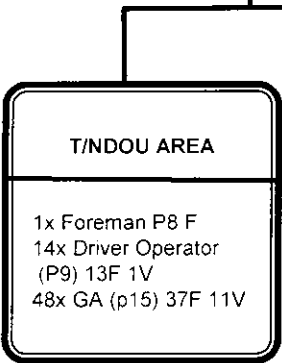 T/NDOU AREA
1x Foreman P8 F
14x Driver Operator
(P9) 13F 1V
48x GA (p15) 37F 11V